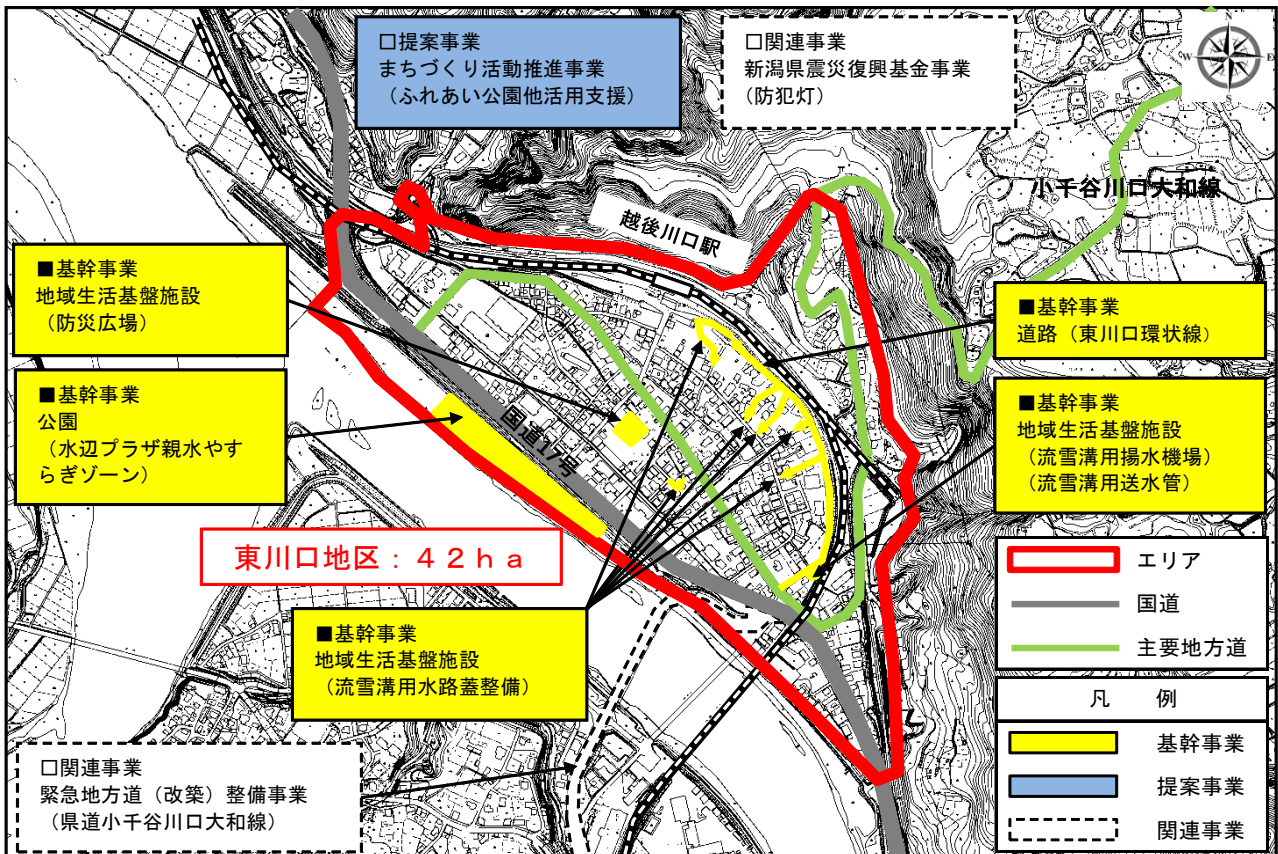 □提案事業
まちづくり活動推進事業
（ふれあい公園他活用支援）
□関連事業
新潟県震災復興基金事業
(防犯灯)
N
W
E
S
小千谷川口大和線
越後川口駅
■基幹事業
地域生活基盤施設
（防災広場）
■基幹事業
道路（東川口環状線）
■基幹事業
公園
（水辺プラザ親水やす
らぎゾーン）
国道17号
■基幹事業
地域生活基盤施設
（流雪溝用揚水機場）
（流雪溝用送水管）
東川口地区：４２ｈａ
■基幹事業
地域生活基盤施設
（流雪溝用水路蓋整備）
エリア
国道
主要地方道
凡 例
基幹事業
提案事業
関連事業
□関連事業
緊急地方道（改築）整備事業
（県道小千谷川口大和線）